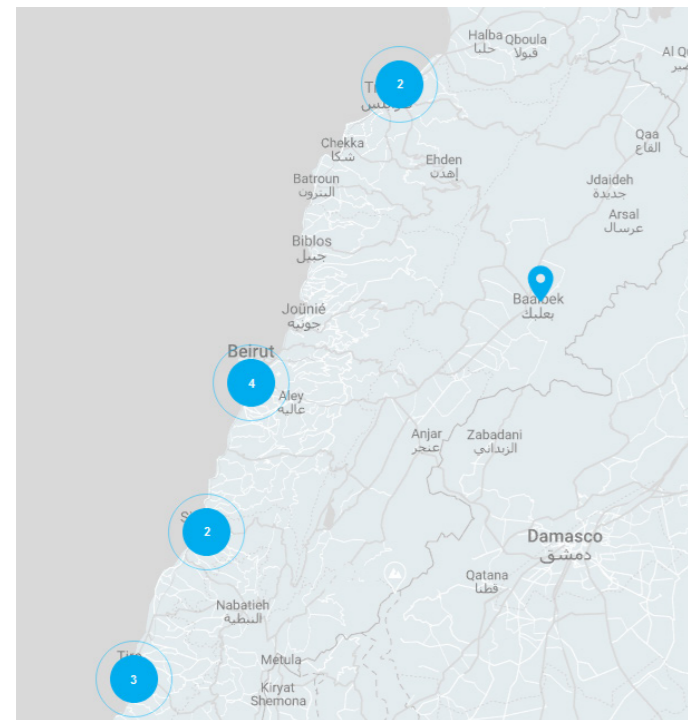 Halba
حلبا
Qboula
قبولا
2
Chekka
شكا
Qaa
القاع
Ehden
إهدن
Batroun
البترون
Jdaideh
جديدة
Arsal
عرسال
Biblos
جبيل
Baalbek
بعلبك
Jounié
جونيه
Beirut
4
Aley
عاليه
Anjar
عنجر
Zabadani
الزبداني
2
Damasco
دمشق
Qatana
قطنا
Nabatieh
النبطية
3
Metula
Kiryat
Shemona